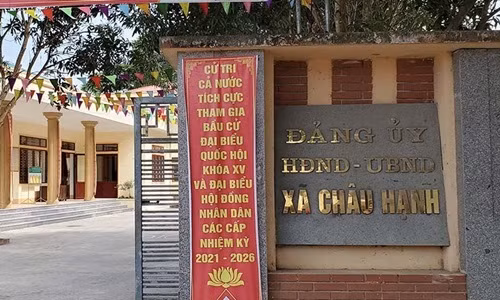 CỬ TRI
CẢ NƯỚC
TÍCH CỰC
THAM GIA
BẦU CỬ
ĐẠI BIỂU
QUỐC HỘI
KHÓA XV
VÀ ĐẠI BIỂU
HỘI ĐỒNG
NHÂN DÂN
CÁC CẤP
NHIỆM KỲ
2021 - 2026
ĐẢNG ỦY
HĐND-UBND
XÃ CHÂU HẠNH